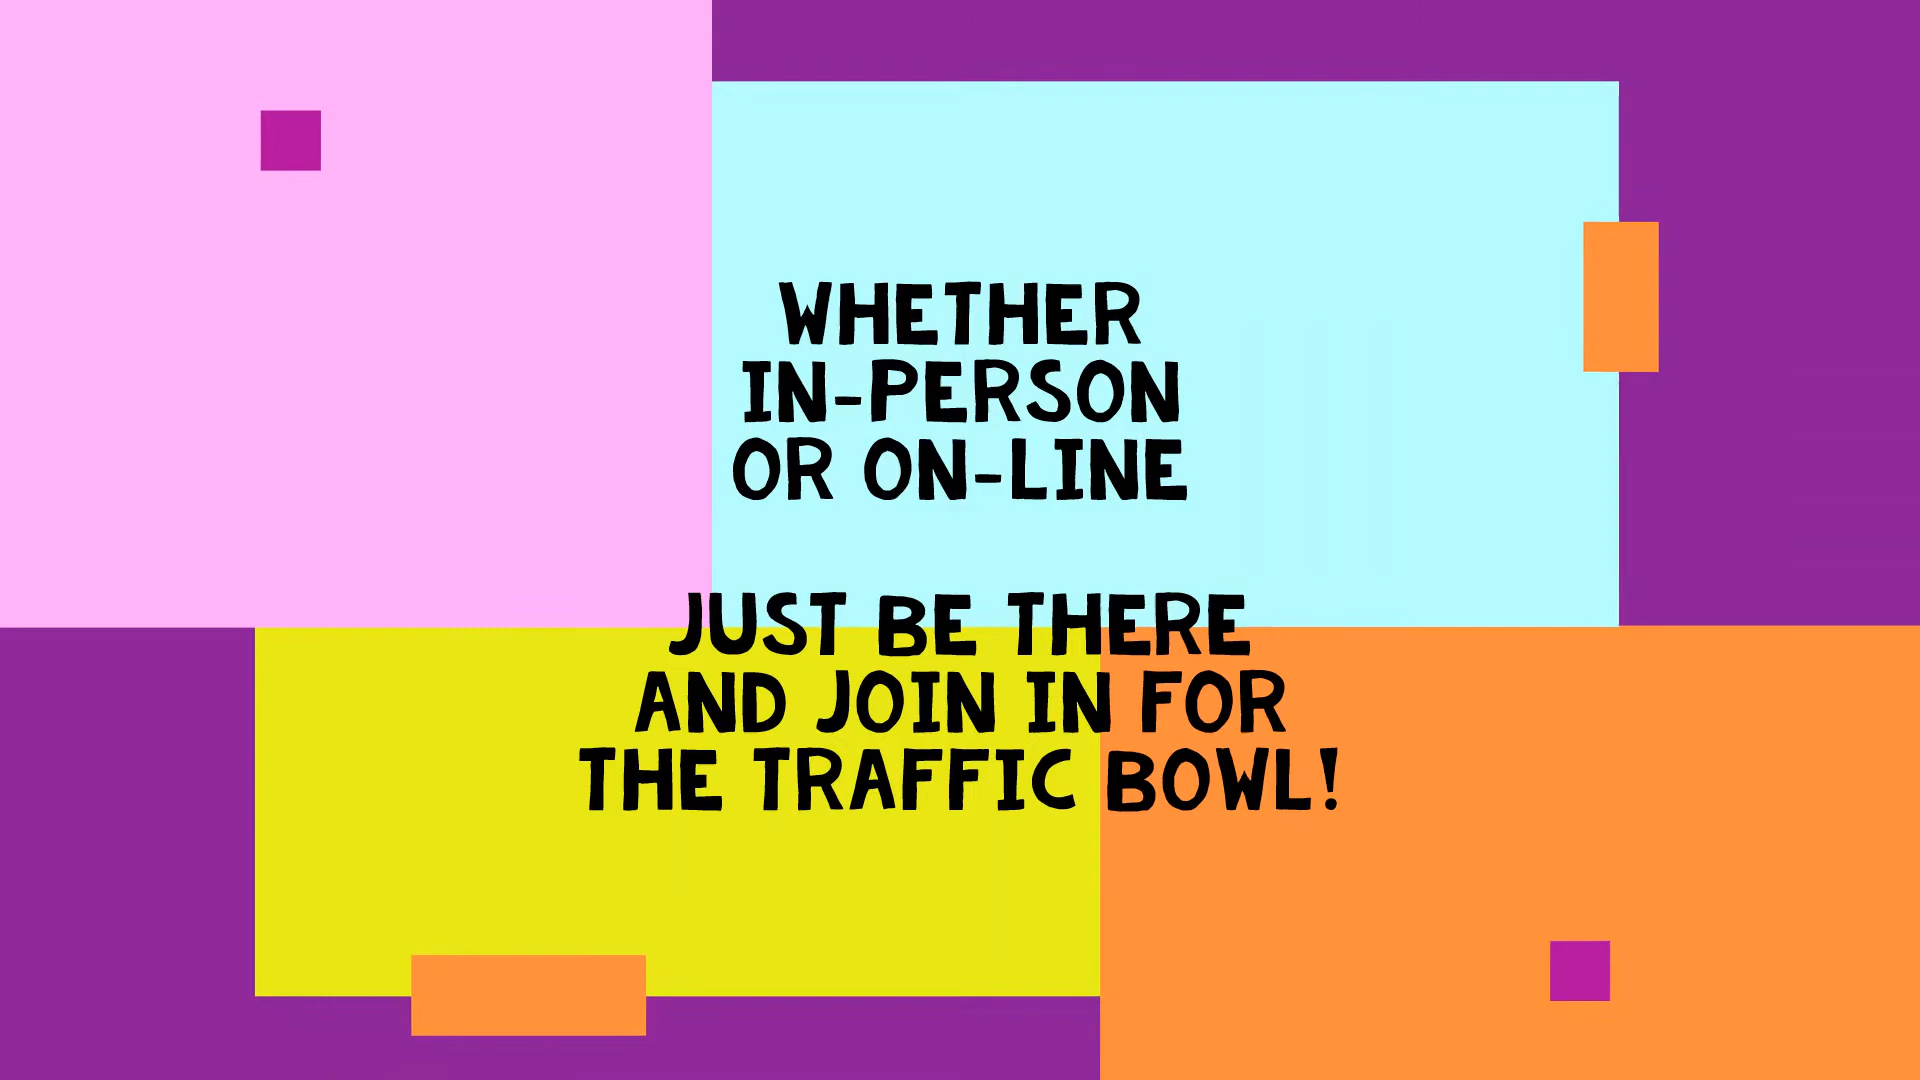 WHETHER
IN-PERSON
OR ON-LINE
JUST BE THERE
AND JOIN IN FOR
THE TRAFFIC BOWL!